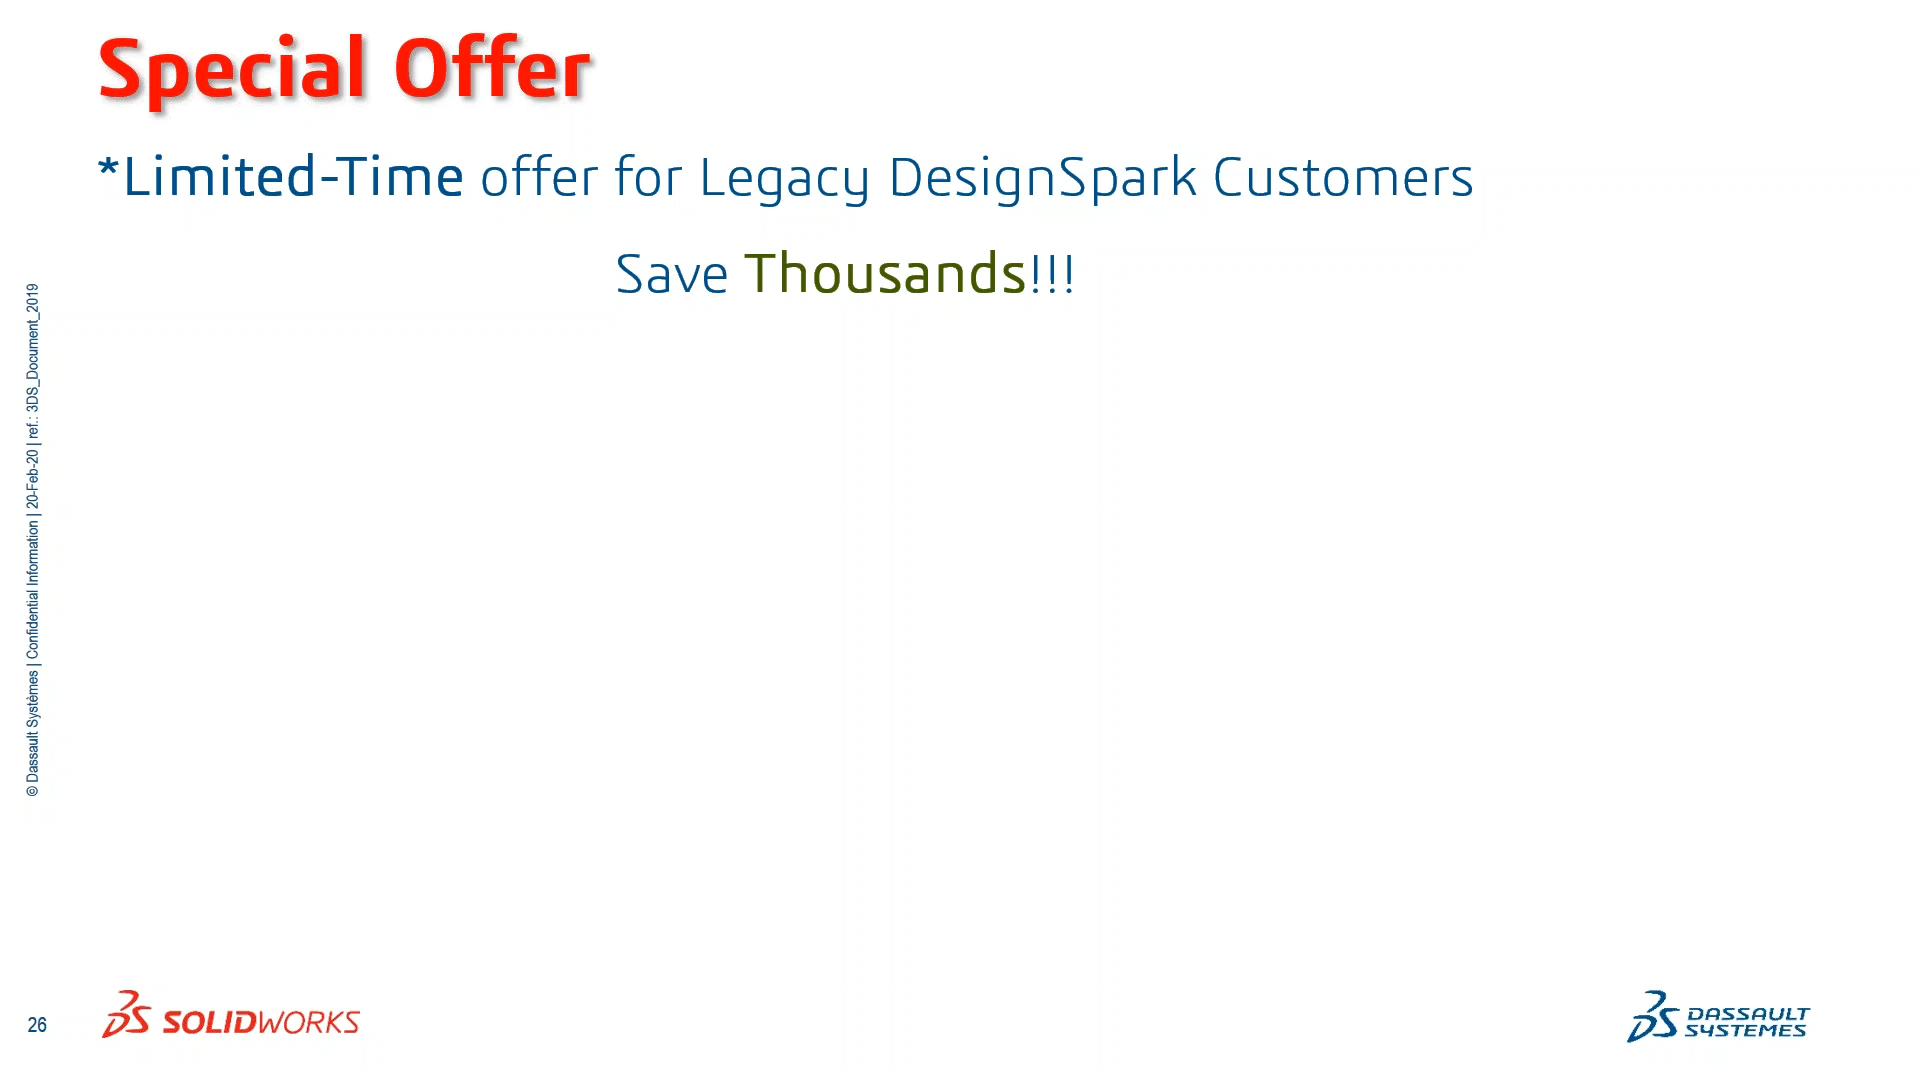 Special Offer
*Limited-Time offer for Legacy DesignSpark Customers
Save Thousands!!!
© Dassault Systèmes | Confidential Information | 20-Feb-20 | ref.: 3DS_Document_2019
26
SOLIDWORKS
DASSAULT
SYSTEMES